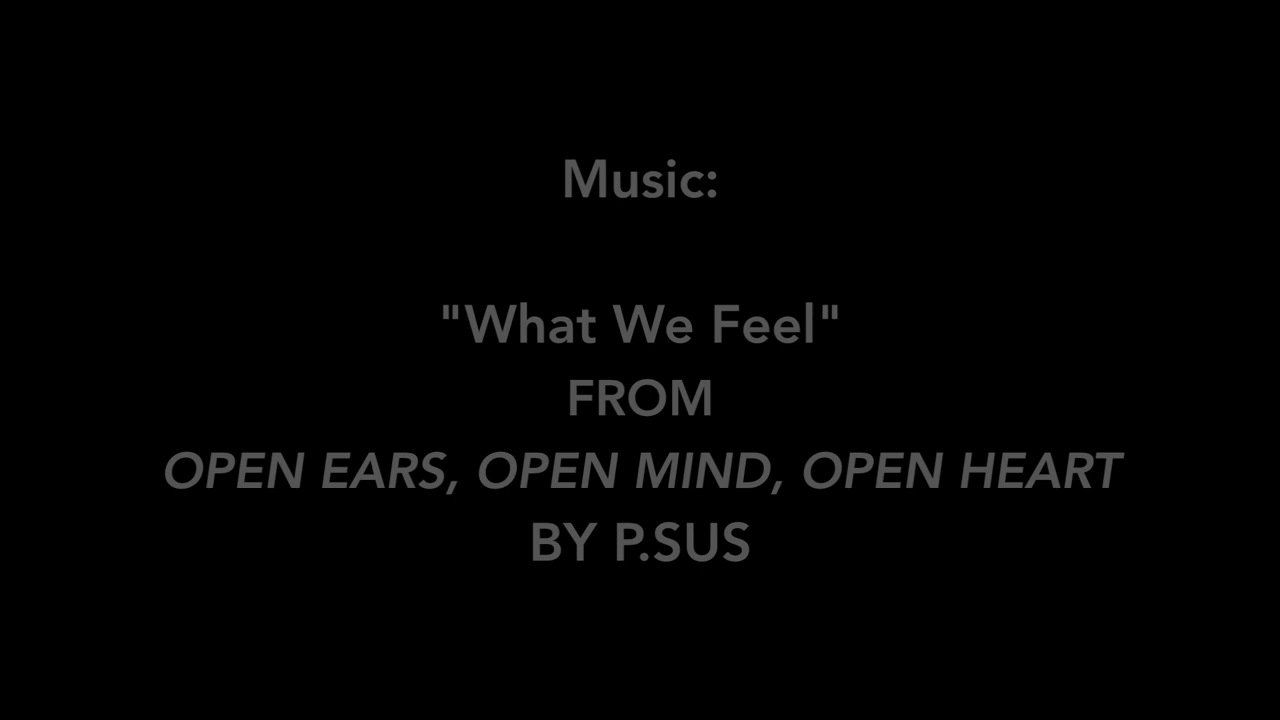 Music:
"What We Feel"
FROM
OPEN EARS, OPEN MIND, OPEN HEART
BY P.SUS